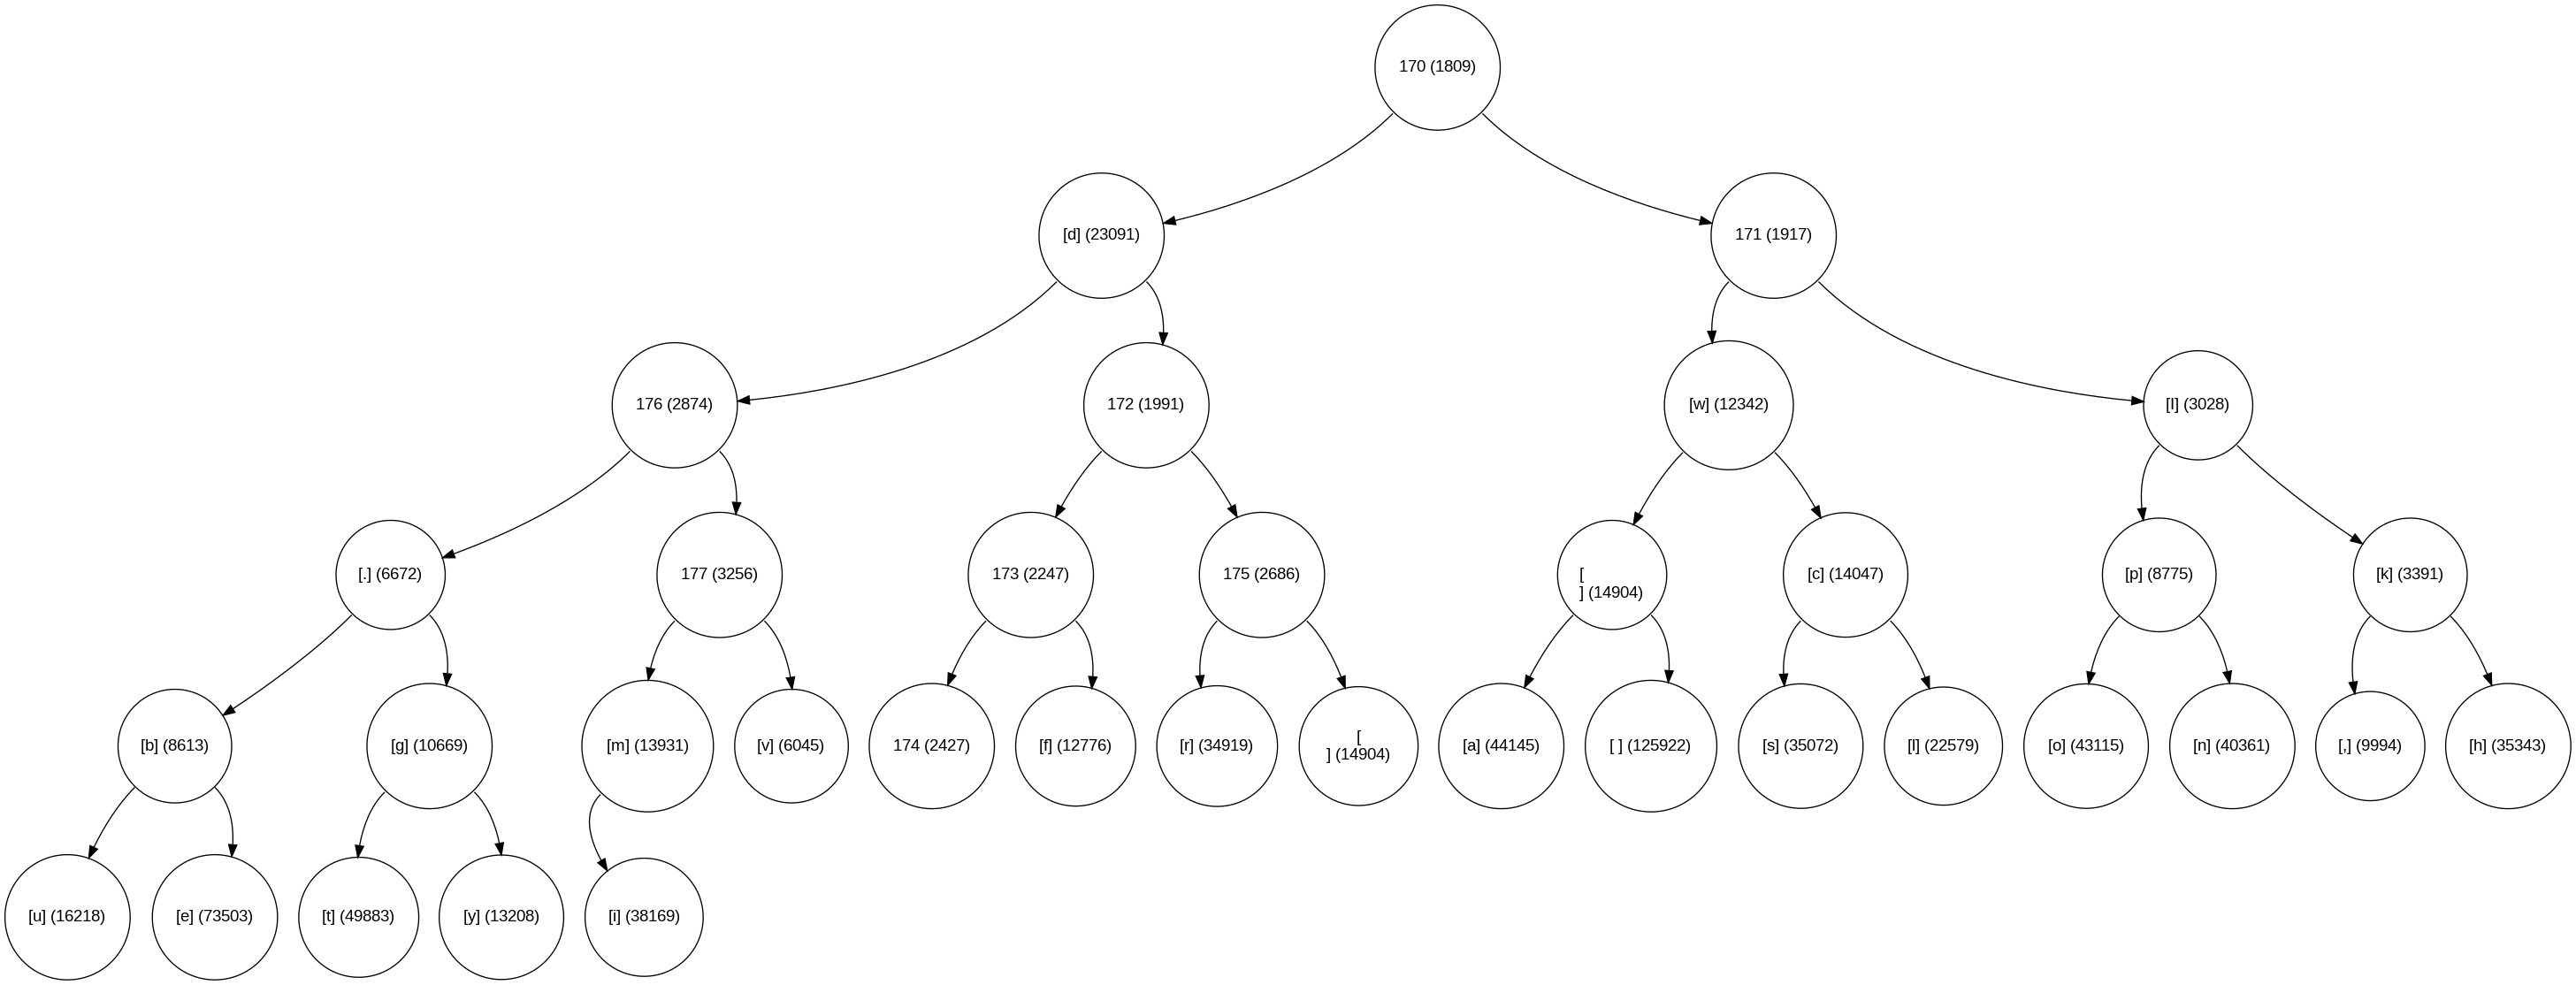 170 (1809)
[d] (23091)
171 (1917)
176 (2874)
172 (1991)
[w] (12342)
[I] (3028)
[.] (6672)
177 (3256)
173 (2247)
175 (2686)
[
] (14904)
[c] (14047)
[p] (8775)
[k] (3391)
[b] (8613)
[g] (10669)
[m] (13931)
[v] (6045)
174 (2427)
[f] (12776)
[r] (34919)
[
] (14904)
[a] (44145)
[ ] (125922)
[s] (35072)
[l] (22579)
[o] (43115)
[n] (40361)
[,] (9994)
[h] (35343)
[u] (16218)
[e] (73503)
[t] (49883)
[y] (13208)
[i] (38169)